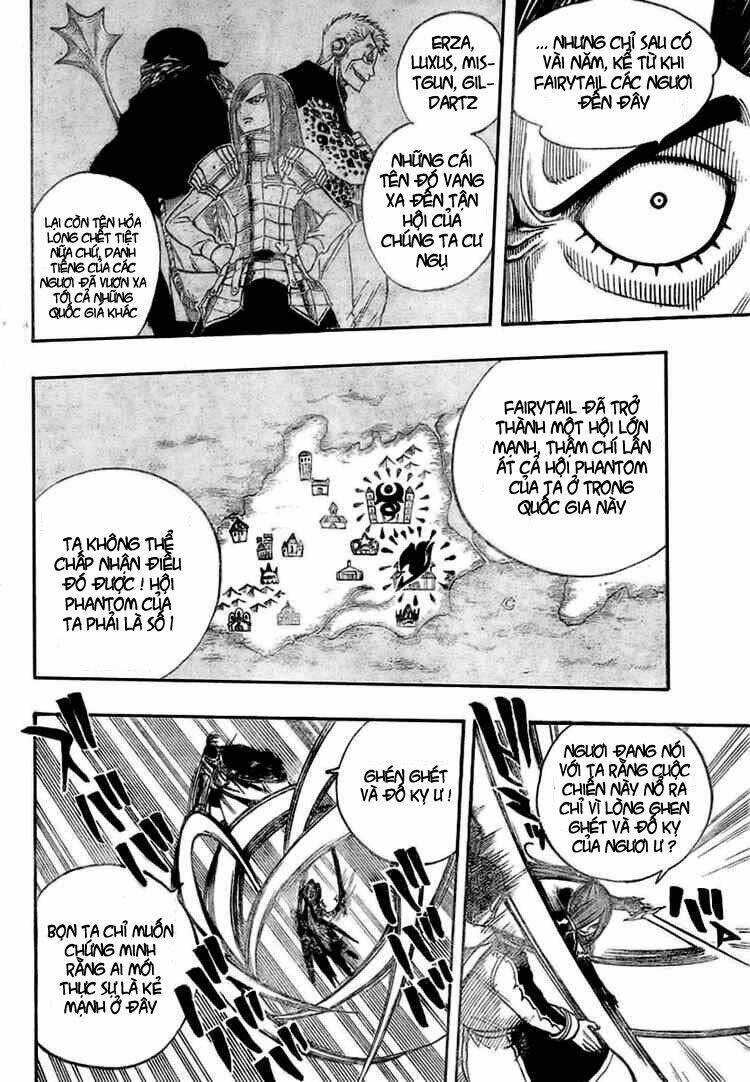 ... NHƯNG CHỈ SAU CÓ
VÀI NĂM, KỂ TỪ KHI
FAIRYTAIL CÁC NGƯƠI
ĐẾN ĐÂY
ERZA,
LUXUS, MIS-
TGUN, GIL-
DARTZ
NHỮNG CÁI
TÊN ĐÓ VANG
XA ĐẾN TẬN
HỘI CỦA
CHÚNG TA CƯ
NGỤ
LẠI CÒN TÊN HỎA
LONG CHẾT TIỆT
NỮA CHỨ, DANH
TIẾNG CỦA CÁC
NGƯƠI ĐÃ VƯƠN XA
TỚI CẢ NHỮNG
QUỐC GIA KHÁC
FAIRYTAIL ĐÃ TRỞ
THÀNH MỘT HỘI LỚN
MẠNH, THẬM CHÍ LẤN
ÁT CẢ HỘI PHANTOM
CỦA TA Ở TRONG
QUỐC GIA NÀY
TA KHÔNG THỂ
CHẤP NHẬN ĐIỀU
ĐÓ ĐƯỢC ! HỘI
PHANTOM CỦA
TA PHẢI LÀ SỐ 1
NGƯƠI ĐANG NÓI
VỚI TA RẰNG CUỘC
CHIẾN NÀY NỔ RA
CHỈ VÌ LÒNG GHEN
GHÉT VÀ ĐỐ KỴ
CỦA NGƯƠI Ư ?
GHÉN GHÉT
VÀ ĐỐ KỴ Ư !
BỌN TA CHỈ MUỐN
CHỨNG MINH
RẰNG AI MỚI
THỰC SỰ LÀ KẺ
MẠNH Ở ĐÂY